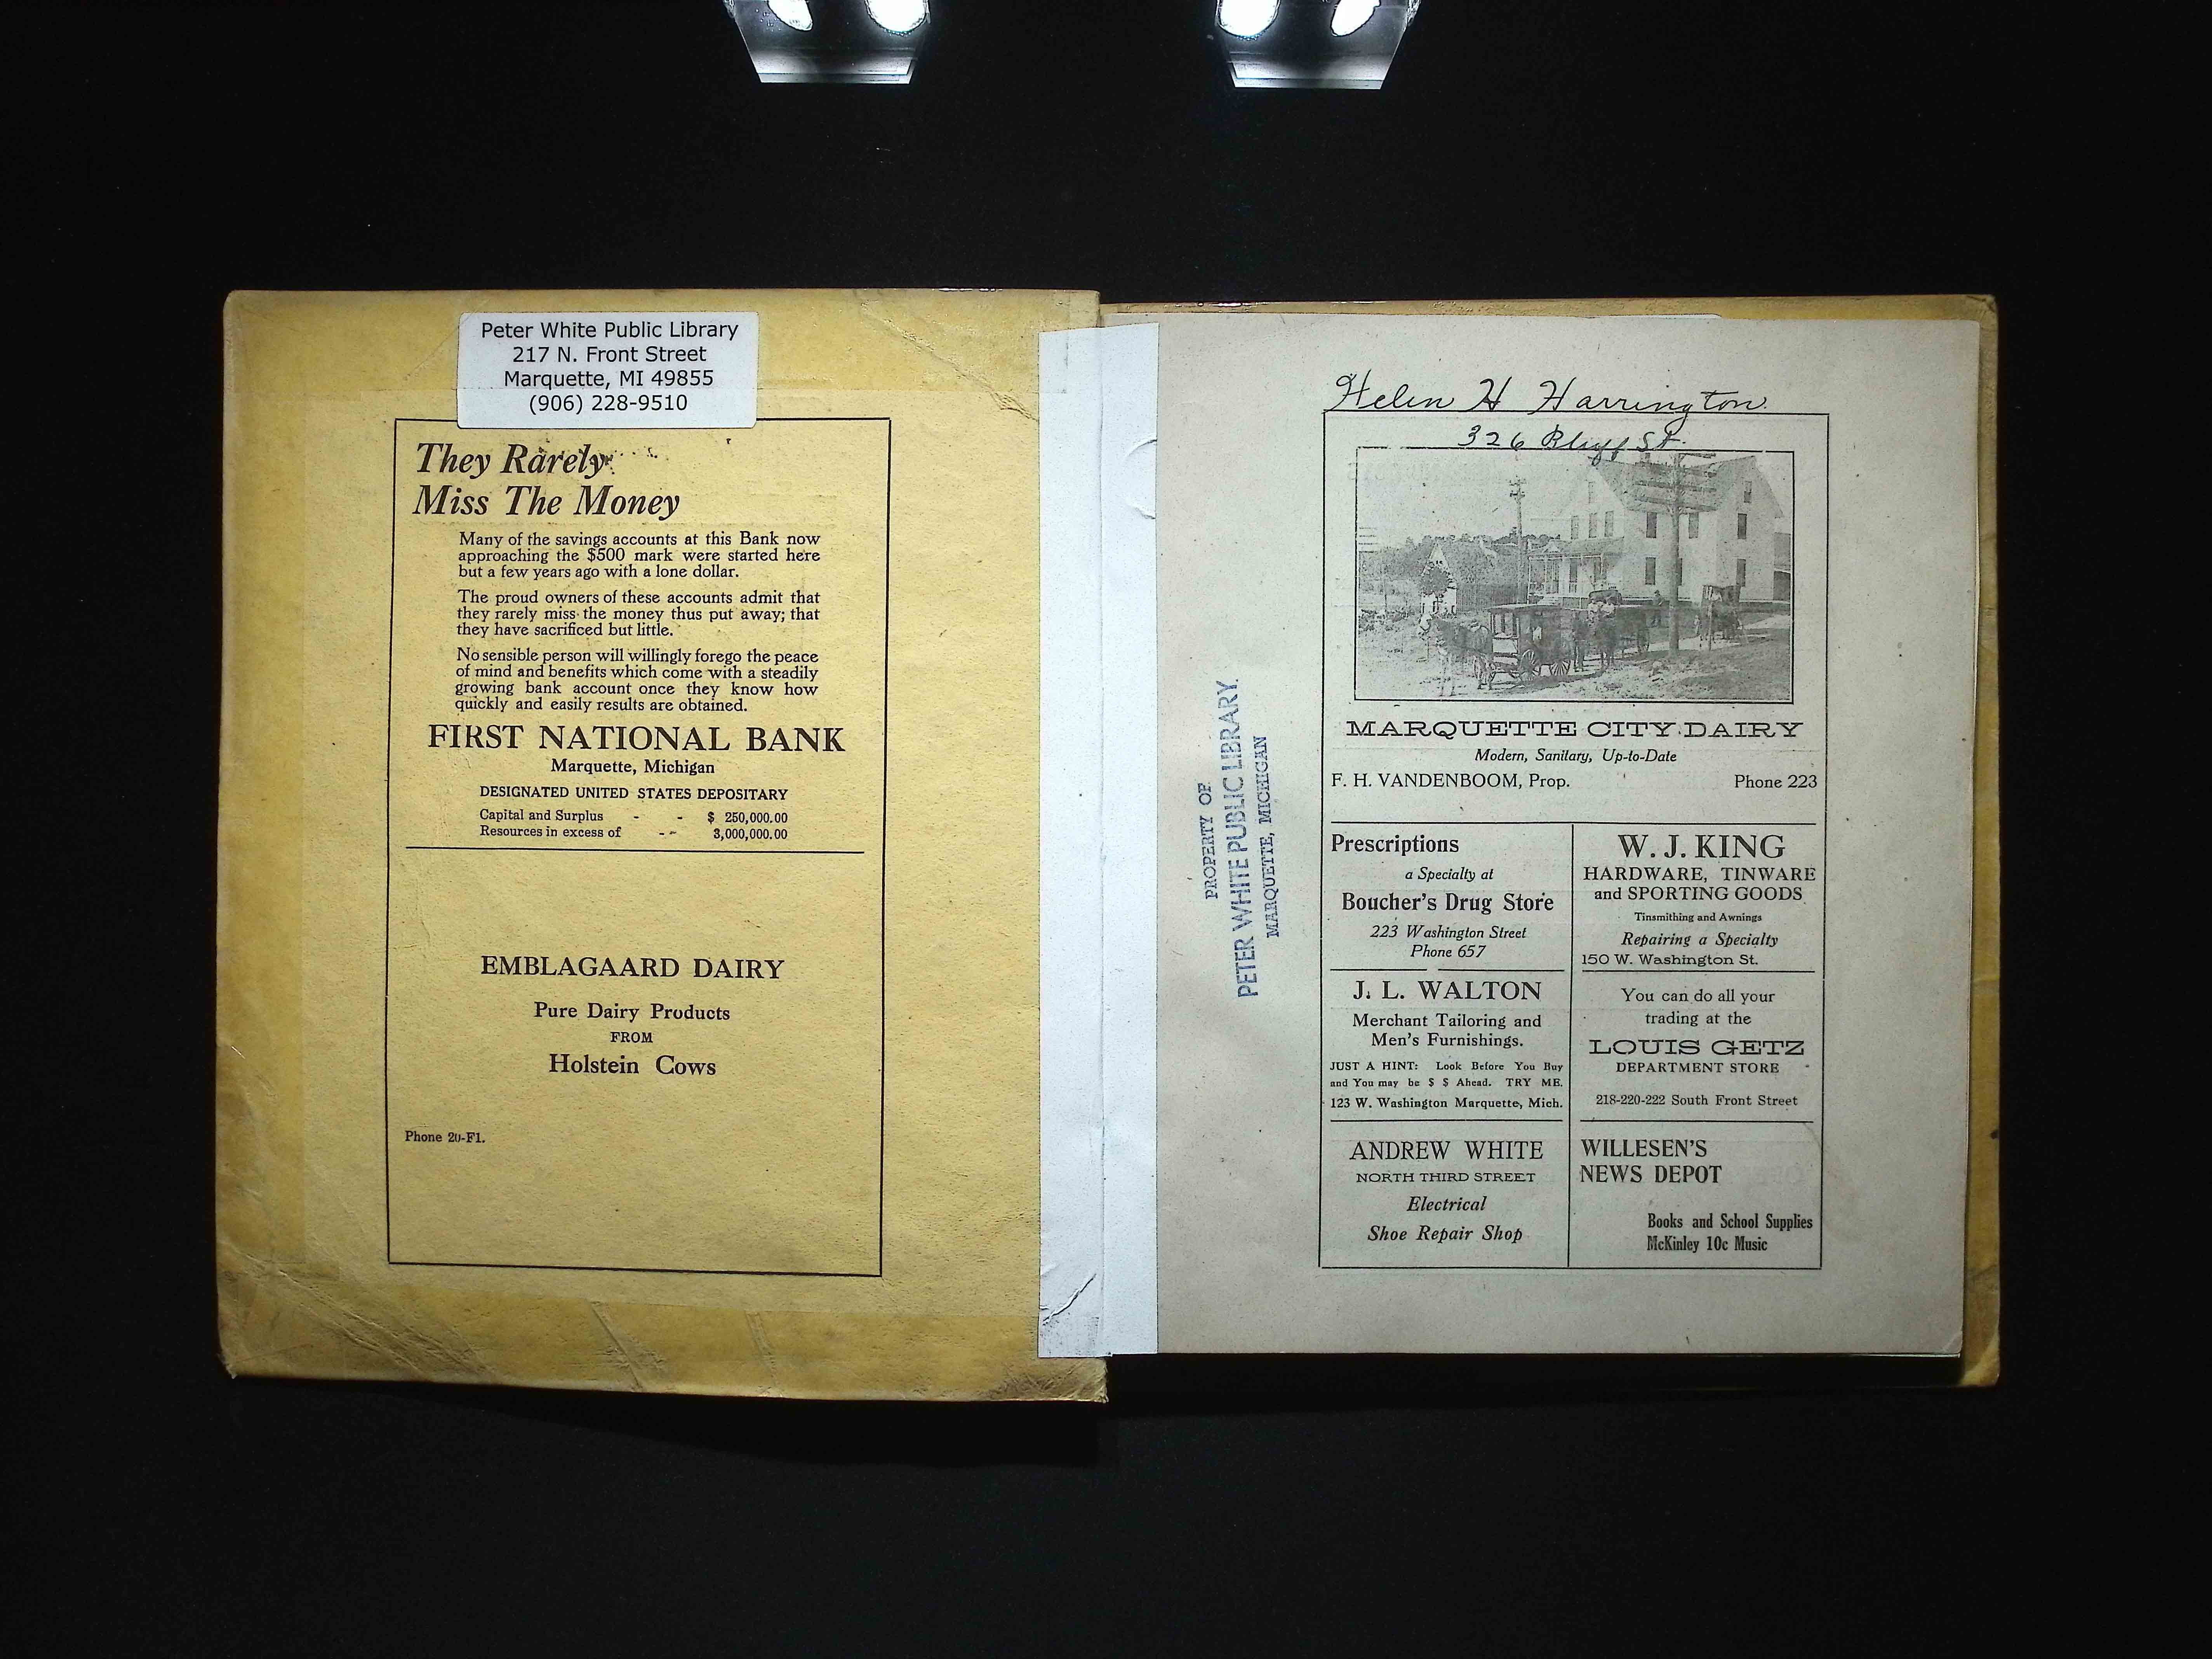 Peter White Public Library
217 N. Front Street
Marquette, MI 49855
(906) 228-9510
They Rarely
Miss The Money
Many of the savings accounts at this Bank now
approaching the $500 mark were started here
but a few years ago with a lone dollar.
The proud owners of these accounts admit that
they rarely miss the money thus put away; that
they have sacrificed but little.
No sensible person will willingly forego the peace
of mind and benefits which come with a steadily
growing bank account once they know how
quickly and easily results are obtained.
FIRST NATIONAL BANK
Marquette, Michigan
DESIGNATED UNITED STATES DEPOSITARY
Capital and Surplus - - $ 250,000.00
Resources in excess of - - 3,000,000.00
EMBLAGAARD DAIRY
Pure Dairy Products
FROM
Holstein Cows
Phone 20-F1.
PROPERTY OF
PETER WHITE PUBLIC LIBRARY.
MARQUETTE, MICHIGAN
Helen H Harrington.
326 Bluff St.
MARQUETTE CITY DAIRY
Modern, Sanitary, Up-to-Date
F. H. VANDENBOOM, Prop. Phone 223
Prescriptions
a Specialty at
Boucher's Drug Store
223 Washington Street
Phone 657
W. J. KING
HARDWARE, TINWARE
and SPORTING GOODS
Tinsmithing and Awnings
Repairing a Specialty
150 W. Washington St.
J. L. WALTON
Merchant Tailoring and
Men's Furnishings.
JUST A HINT: Look Before You Buy
and You may be $ $ Ahead. TRY ME.
123 W. Washington Marquette, Mich.
You can do all your
trading at the
LOUIS GETZ
DEPARTMENT STORE
218-220-222 South Front Street
ANDREW WHITE
NORTH THIRD STREET
Electrical
Shoe Repair Shop
WILLESEN'S
NEWS DEPOT
Books and School Supplies
McKinley 10c Music